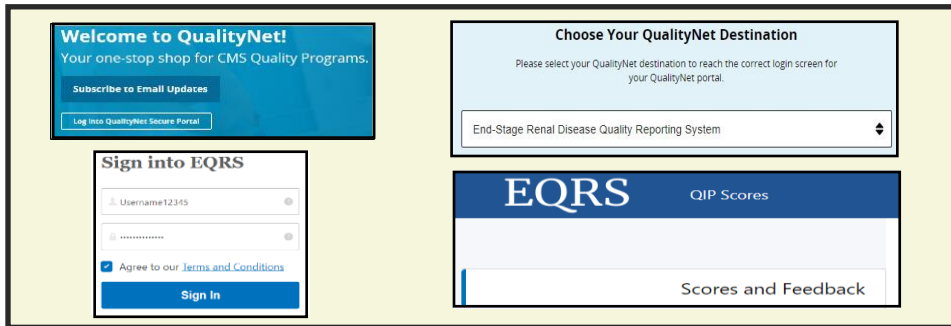 Welcome to QualityNet!
Your one-stop shop for CMS Quality Programs.
Subscribe to Email Updates
Log into QualityNet Secure Portal
Choose Your QualityNet Destination
Please select your QualityNet destination to reach the correct login screen for
your QualityNet portal.
End-Stage Renal Disease Quality Reporting System
Sign into EQRS
Username12345
••••••••••••••
Agree to our Terms and Conditions
Sign In
EQRS QIP Scores
Scores and Feedback